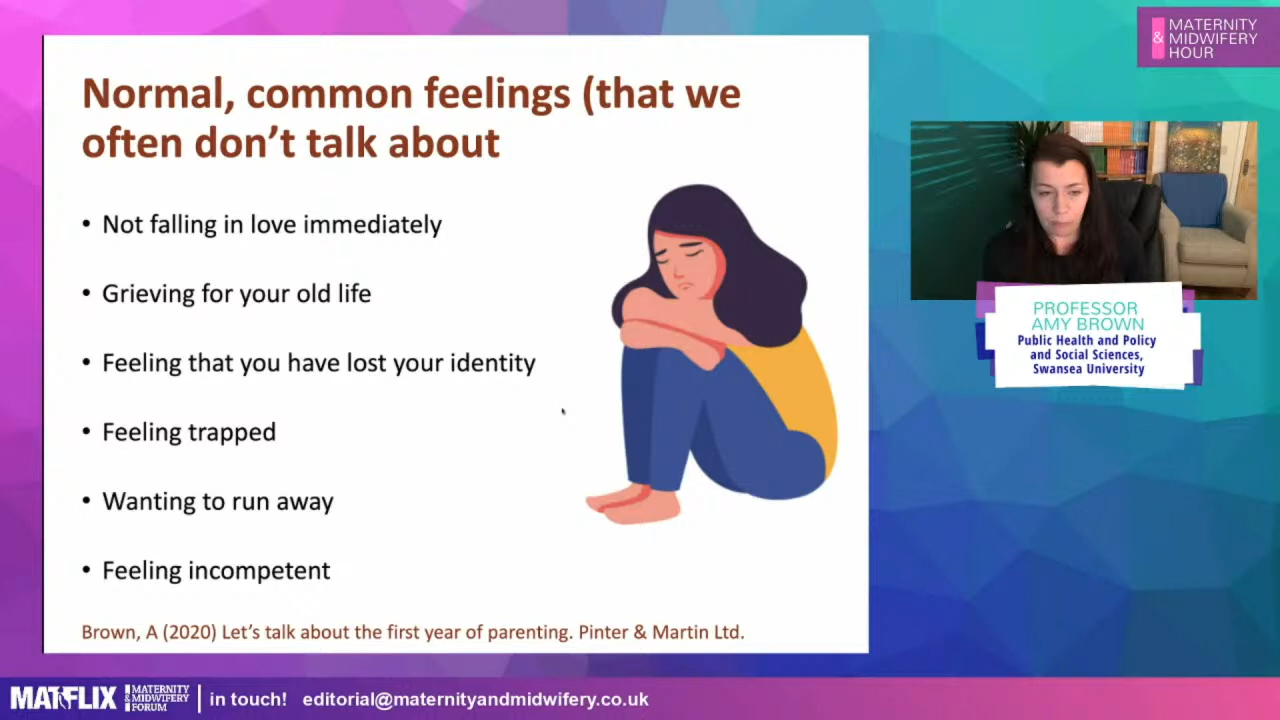 Normal, common feelings (that we
often don't talk about
• Not falling in love immediately
• Grieving for your old life
• Feeling that you have lost your identity
• Feeling trapped
• Wanting to run away
• Feeling incompetent
Brown, A (2020) Let's talk about the first year of parenting. Pinter & Martin Ltd.
MATERNITY
& MIDWIFERY
HOUR
PROFESSOR
AMY BROWN
Public Health and Policy
and Social Sciences,
Swansea University
MATFLIX
MATERNITY
& MIDWIFERY
FORUM
in touch! editorial@maternityandmidwifery.co.uk